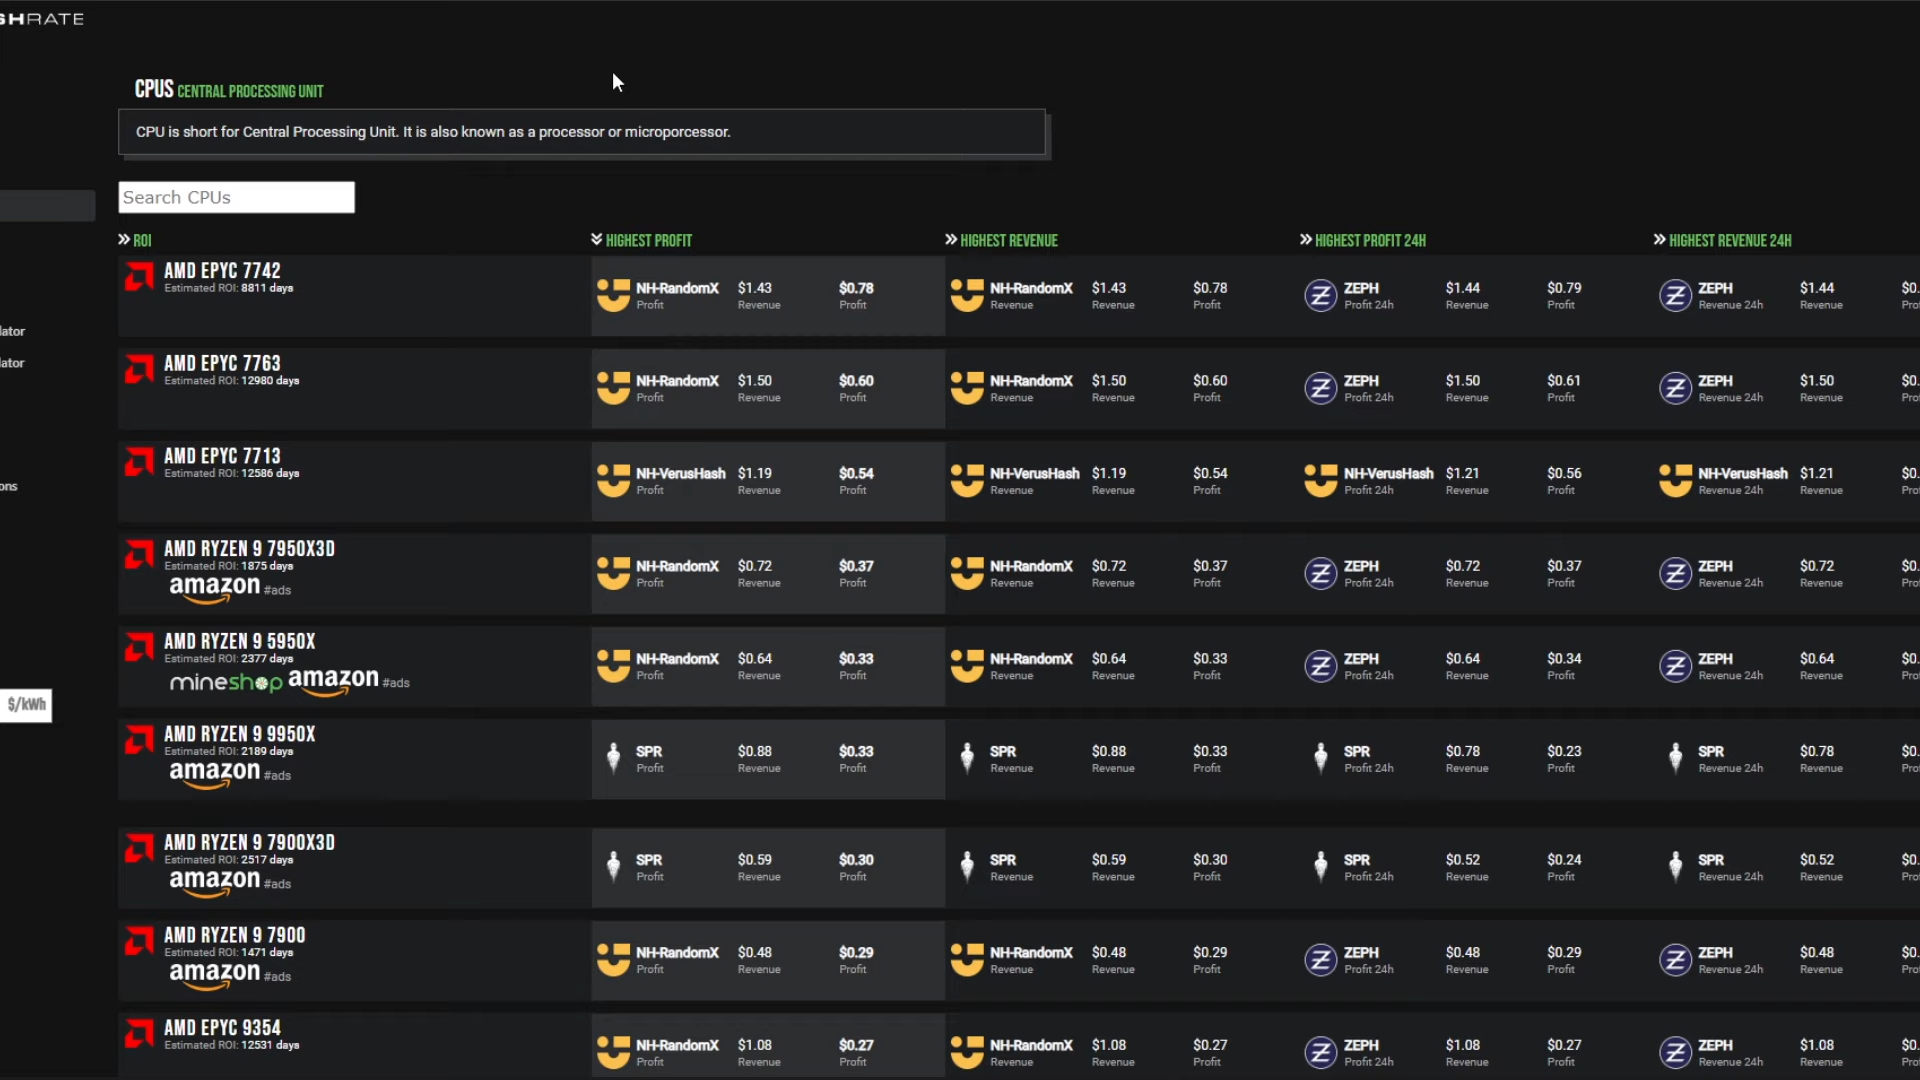 SHRATE
CPUS CENTRAL PROCESSING UNIT
CPU is short for Central Processing Unit. It is also known as a processor or microporcessor.
Search CPUs
ROI HIGHEST PROFIT HIGHEST REVENUE HIGHEST PROFIT 24H HIGHEST REVENUE 24H
AMD EPYC 7742
Estimated ROI: 8811 days
NH-RandomX $1.43 $0.78 NH-RandomX $1.43 $0.78 ZEPH $1.44 $0.79 ZEPH $1.44 $0.
Profit Revenue Profit Revenue Revenue Profit Profit 24h Revenue Profit Revenue 24h Revenue Prof
lator
lator
AMD EPYC 7763
Estimated ROI: 12980 days
NH-RandomX $1.50 $0.60 NH-RandomX $1.50 $0.60 ZEPH $1.50 $0.61 ZEPH $1.50 $0.
Profit Revenue Profit Revenue Revenue Profit Profit 24h Revenue Profit Revenue 24h Revenue Prof
AMD EPYC 7713
Estimated ROI: 12586 days
NH-VerusHash $1.19 $0.54 NH-VerusHash $1.19 $0.54 NH-VerusHash $1.21 $0.56 NH-VerusHash $1.21 $0.
Profit Revenue Profit Revenue Revenue Profit Profit 24h Revenue Profit Revenue 24h Revenue Prof
ons
AMD RYZEN 9 7950X3D
Estimated ROI: 1875 days
amazon #ads
NH-RandomX $0.72 $0.37 NH-RandomX $0.72 $0.37 ZEPH $0.72 $0.37 ZEPH $0.72 $0.
Profit Revenue Profit Revenue Revenue Profit Profit 24h Revenue Profit Revenue 24h Revenue Prof
AMD RYZEN 9 5950X
Estimated ROI: 2377 days
mineshop amazon #ads
NH-RandomX $0.64 $0.33 NH-RandomX $0.64 $0.33 ZEPH $0.64 $0.34 ZEPH $0.64 $0.
Profit Revenue Profit Revenue Revenue Profit Profit 24h Revenue Profit Revenue 24h Revenue Prof
$/kWh
AMD RYZEN 9 9950X
Estimated ROI: 2189 days
amazon #ads
SPR $0.88 $0.33 SPR $0.88 $0.33 SPR $0.78 $0.23 SPR $0.78 $0.
Profit Revenue Profit Revenue Revenue Profit Profit 24h Revenue Profit Revenue 24h Revenue Prof
AMD RYZEN 9 7900X3D
Estimated ROI: 2517 days
amazon #ads
SPR $0.59 $0.30 SPR $0.59 $0.30 SPR $0.52 $0.24 SPR $0.52 $0.
Profit Revenue Profit Revenue Revenue Profit Profit 24h Revenue Profit Revenue 24h Revenue Prof
AMD RYZEN 9 7900
Estimated ROI: 1471 days
amazon #ads
NH-RandomX $0.48 $0.29 NH-RandomX $0.48 $0.29 ZEPH $0.48 $0.29 ZEPH $0.48 $0.
Profit Revenue Profit Revenue Revenue Profit Profit 24h Revenue Profit Revenue 24h Revenue Prof
AMD EPYC 9354
Estimated ROI: 12531 days
NH-RandomX $1.08 $0.27 NH-RandomX $1.08 $0.27 ZEPH $1.08 $0.27 ZEPH $1.08 $0.
Profit Revenue Profit Revenue Revenue Profit Profit 24h Revenue Profit Revenue 24h Revenue Prof